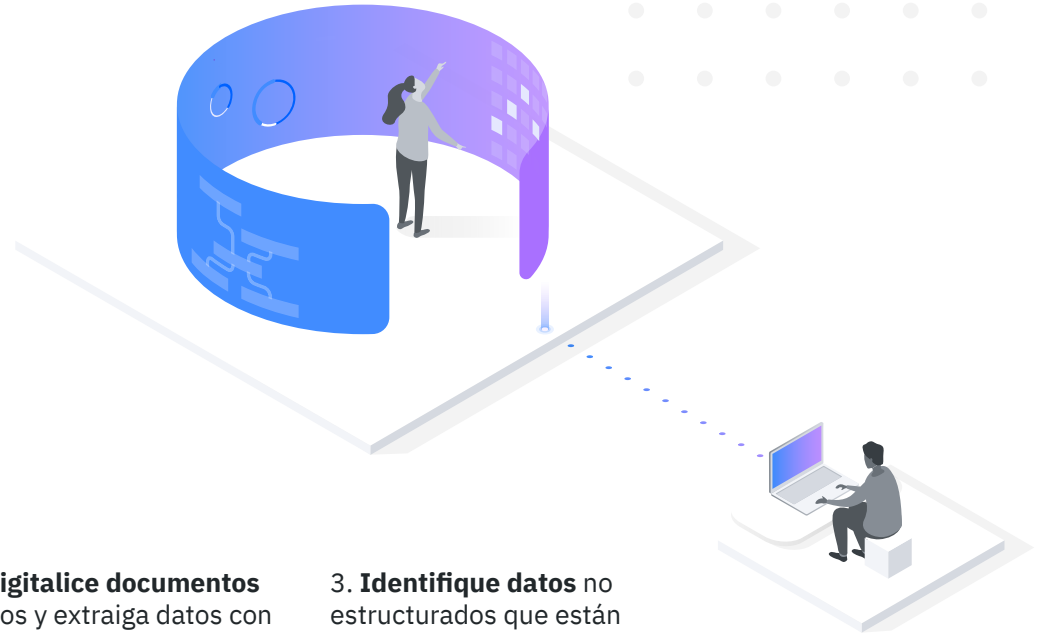 igitalice documentos
os y extraiga datos con
3. Identifique datos no
estructurados que están